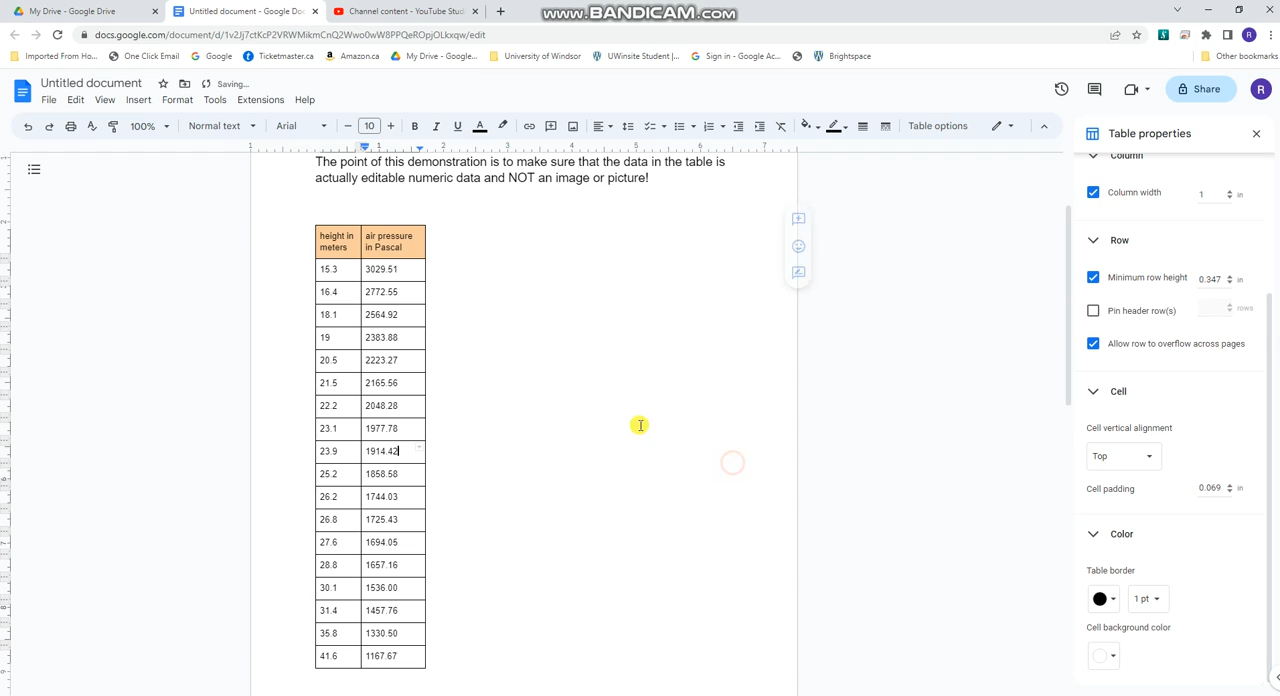 My Drive - Google Drive
Untitled document - Google Doc
Channel content - YouTube Stud
www.BANDICAM.com
docs.google.com/document/d/1v2Jj7ctKcP2VRWMikmCnQ2Wwo0wW8PPQeROpjOLkxqw/edit
Imported From Ho...
One Click Email
Google
Ticketmaster.ca
Amazon.ca
My Drive - Google...
University of Windsor
UWinsite Student |...
Sign in - Google Ac...
Brightspace
Other bookmarks
Untitled document
Saving...
File Edit View Insert Format Tools Extensions Help
Share
R
100% Normal text Arial 10 B I U A Table options
1 1 2 3 4 5 6 7
Table properties
The point of this demonstration is to make sure that the data in the table is
actually editable numeric data and NOT an image or picture!
height in meters air pressure in Pascal
15.3 3029.51
16.4 2772.55
18.1 2564.92
19 2383.88
20.5 2223.27
21.5 2165.56
22.2 2048.28
23.1 1977.78
23.9 1914.42
25.2 1858.58
26.2 1744.03
26.8 1725.43
27.6 1694.05
28.8 1657.16
30.1 1536.00
31.4 1457.76
35.8 1330.50
41.6 1167.67
Column
Column width 1 in
Row
Minimum row height 0.347 in
Pin header row(s) rows
Allow row to overflow across pages
Cell
Cell vertical alignment
Top
Cell padding 0.069 in
Color
Table border
1 pt
Cell background color